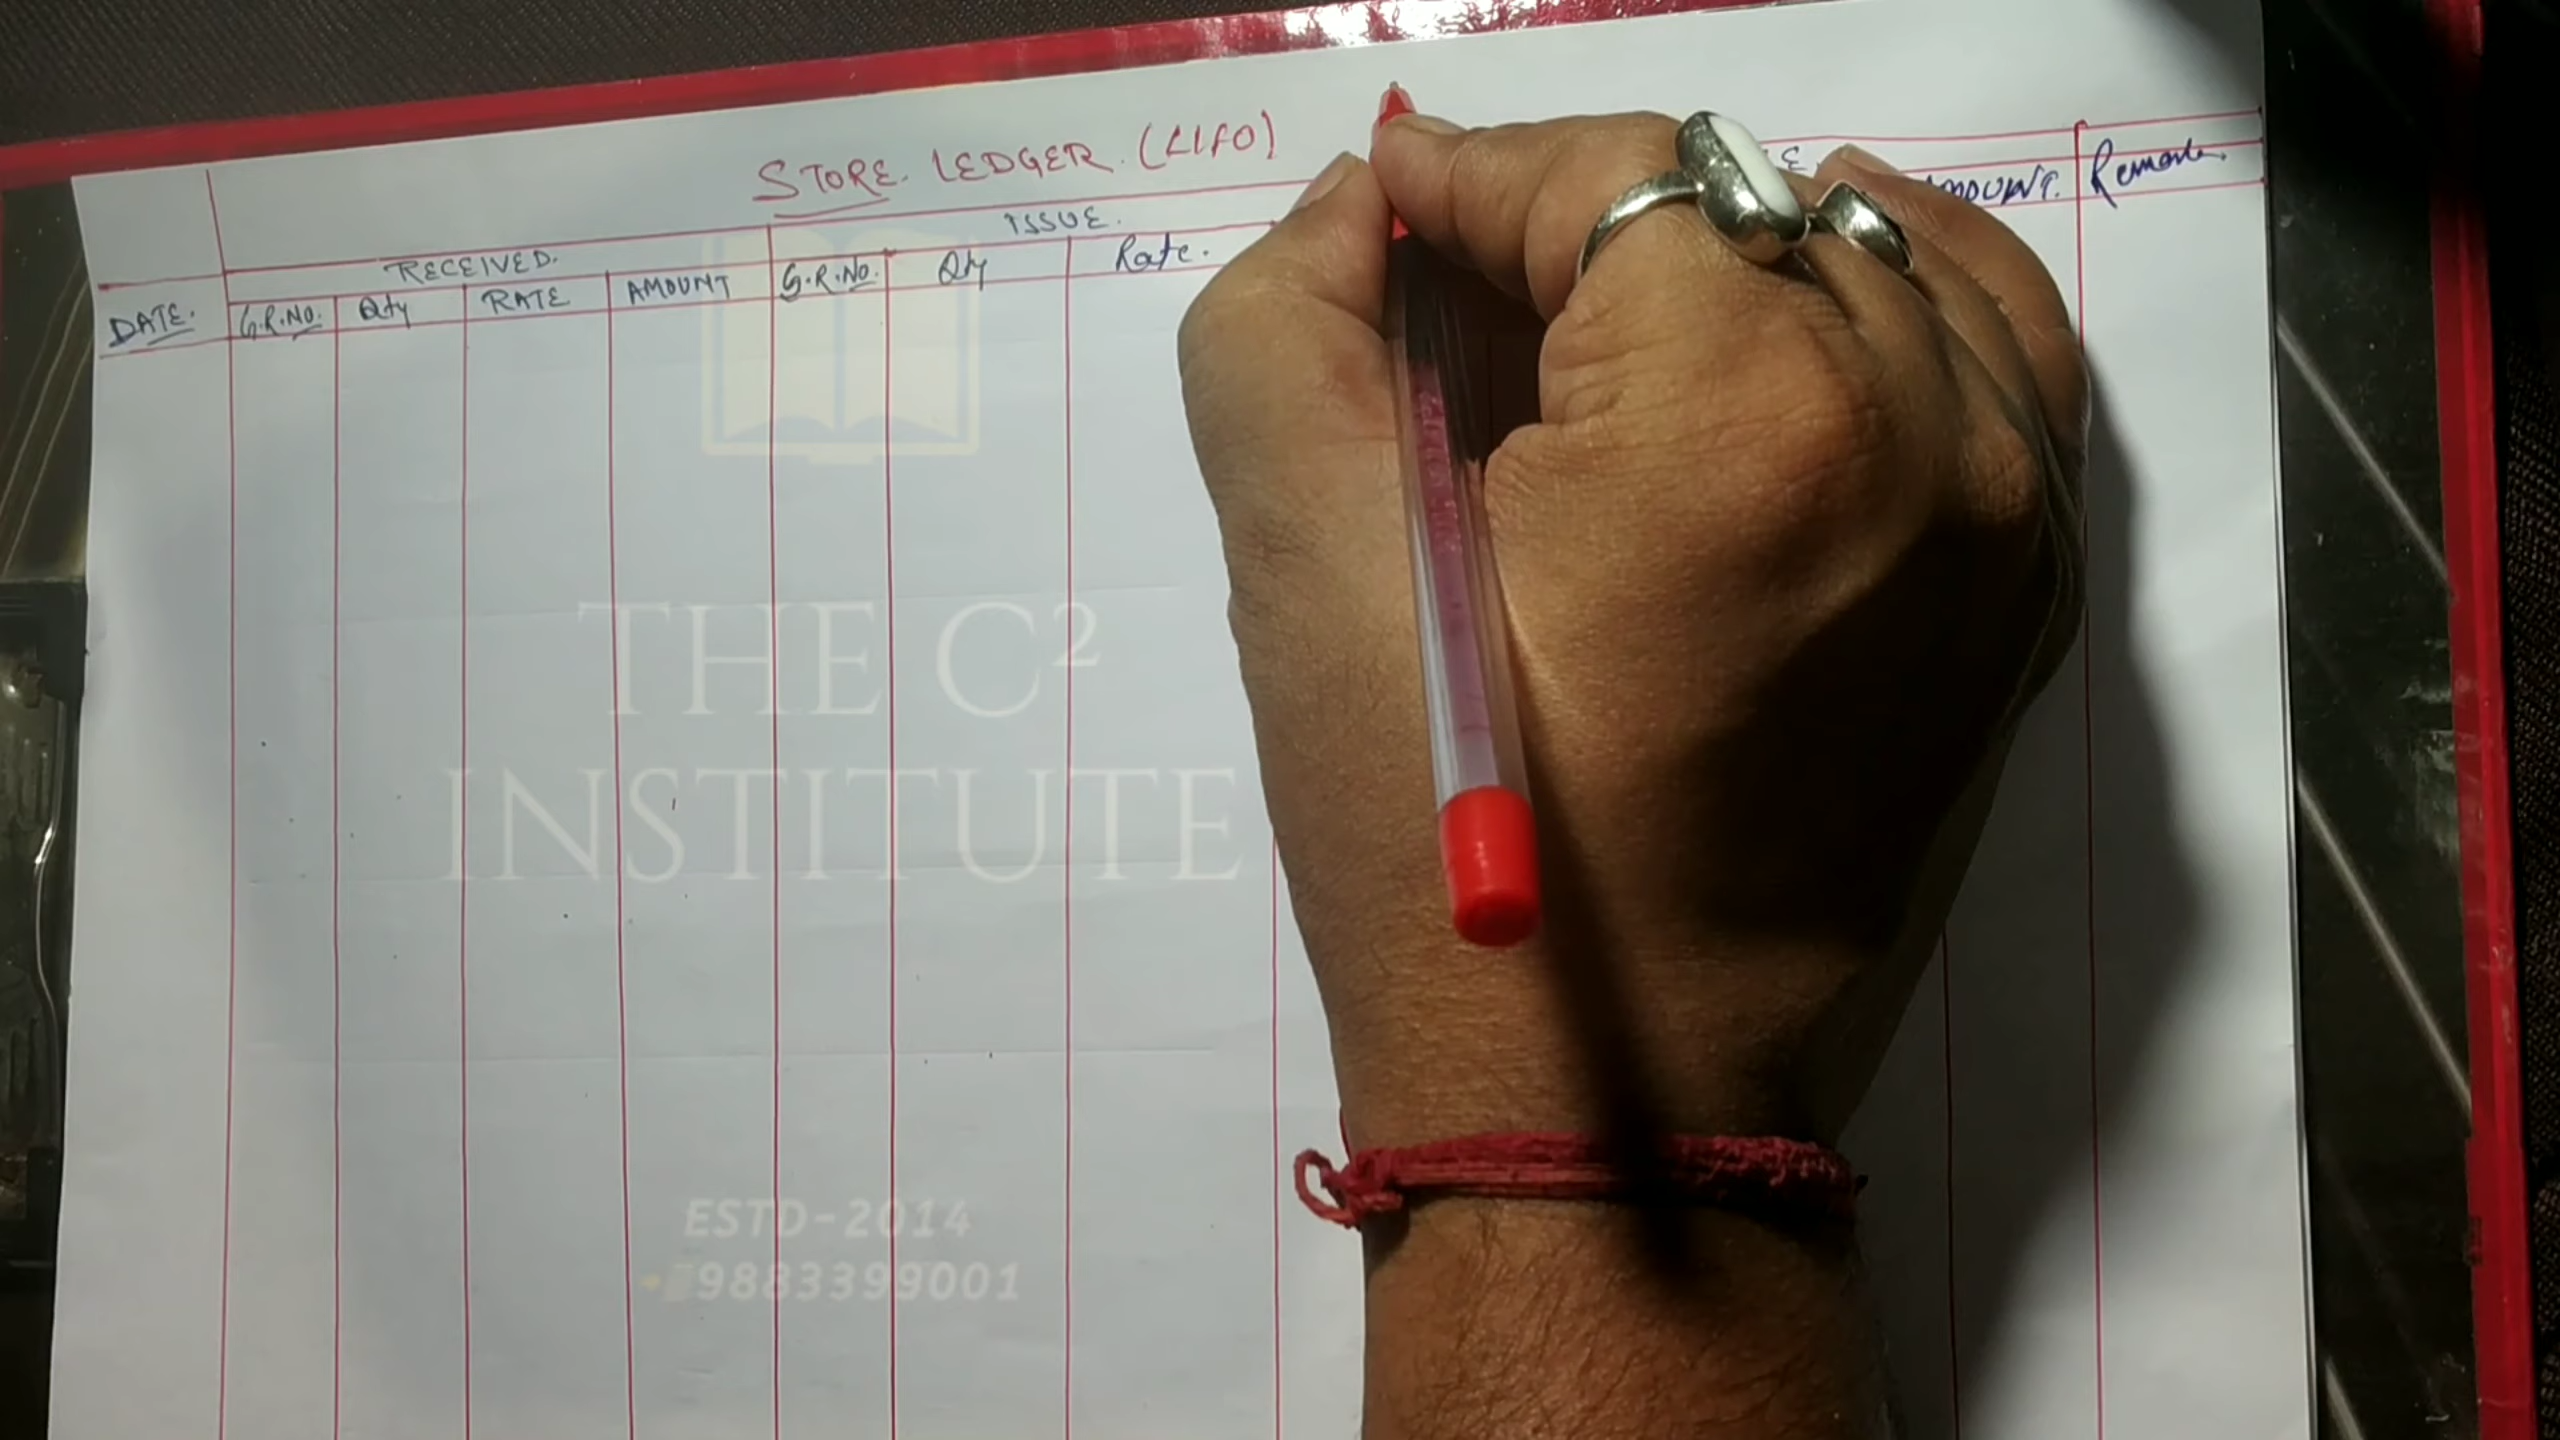 STORE. LEDGER. (LIFO)
RECEIVED. ISSUE.
DATE. G.R.NO. Qty RATE AMOUNT G.R.NO. Qty Rate. Remark.
THE C²
INSTITUTE
ESTD-2014
9883399001